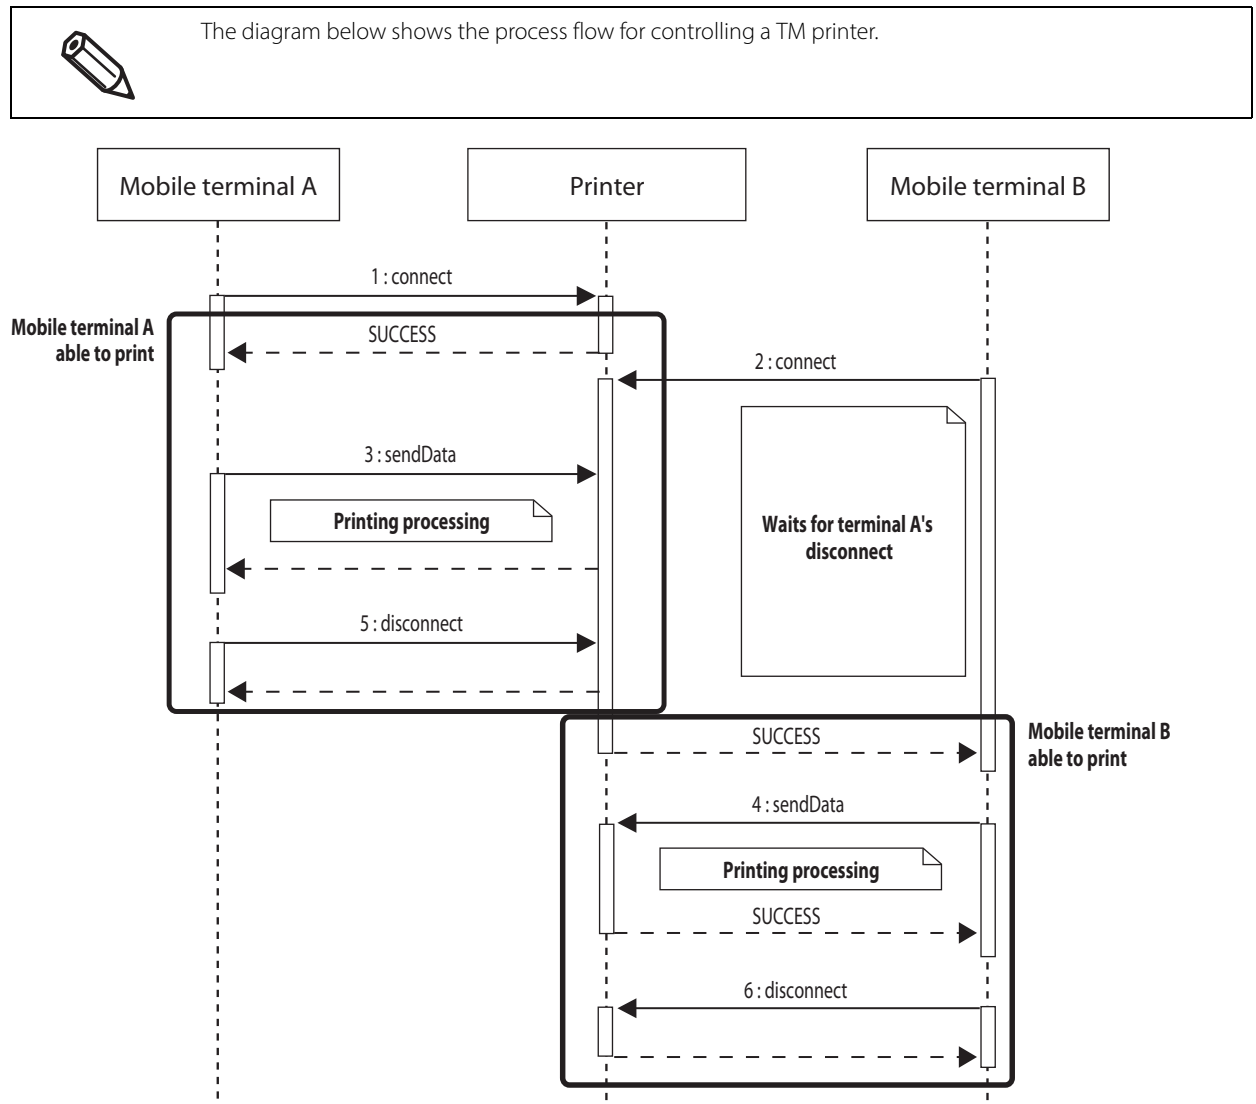 The diagram below shows the process flow for controlling a TM printer.
Mobile terminal A
Printer
Mobile terminal B
1 : connect
Mobile terminal A
able to print
SUCCESS
2 : connect
3 : sendData
Printing processing
Waits for terminal A's
disconnect
5 : disconnect
SUCCESS
Mobile terminal B
able to print
4 : sendData
Printing processing
SUCCESS
6 : disconnect